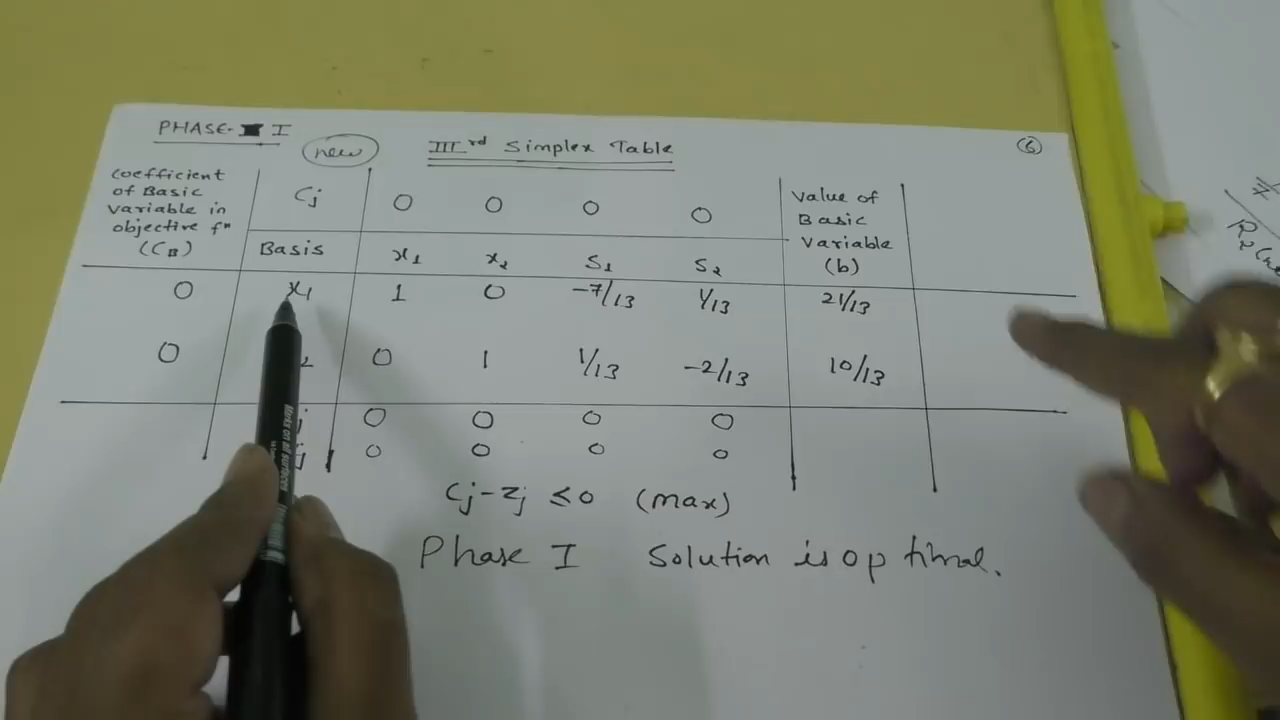 PHASE- I
new
IIIrd Simplex Table
6
Coefficient of Basic Variable in objective fn (CB)
Cj 0 0 0 0
Value of Basic Variable (b)
Basis x1 x2 S1 S2
0 x1 1 0 -7/13 1/13 21/13
0 2 0 1 1/13 -2/13 10/13
j 0 0 0 0
j 0 0 0 0
Cj-Zj ≤0 (max)
Phase I Solution is optimal.